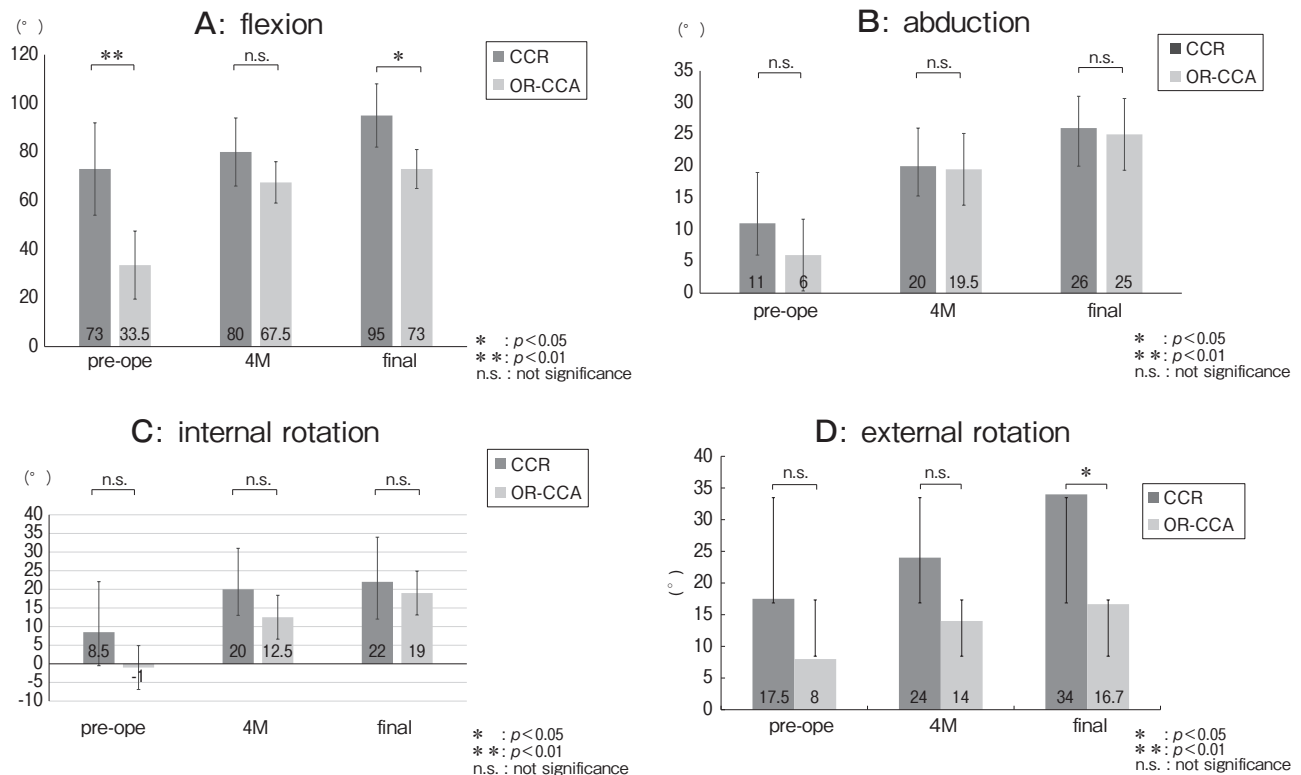 A: flexion
(°)
120
100
80
60
40
20
0
** n.s. *
CCR
OR-CCA
73 33.5 80 67.5 95 73
pre-ope 4M final
* : p<0.05
**: p<0.01
n.s. : not significance
B: abduction
(°)
35
30
25
20
15
10
5
0
n.s. n.s. n.s.
CCR
OR-CCA
11 6 20 19.5 26 25
pre-ope 4M final
* : p<0.05
**: p<0.01
n.s. : not significance
C: internal rotation
(°)
40
35
30
25
20
15
10
5
0
-5
-10
n.s. n.s. n.s.
CCR
OR-CCA
8.5 -1 20 12.5 22 19
pre-ope 4M final
* : p<0.05
**: p<0.01
n.s. : not significance
D: external rotation
(°)
40
35
30
25
20
15
10
5
0
n.s. n.s. *
CCR
OR-CCA
17.5 8 24 14 34 16.7
pre-ope 4M final
* : p<0.05
**: p<0.01
n.s. : not significance